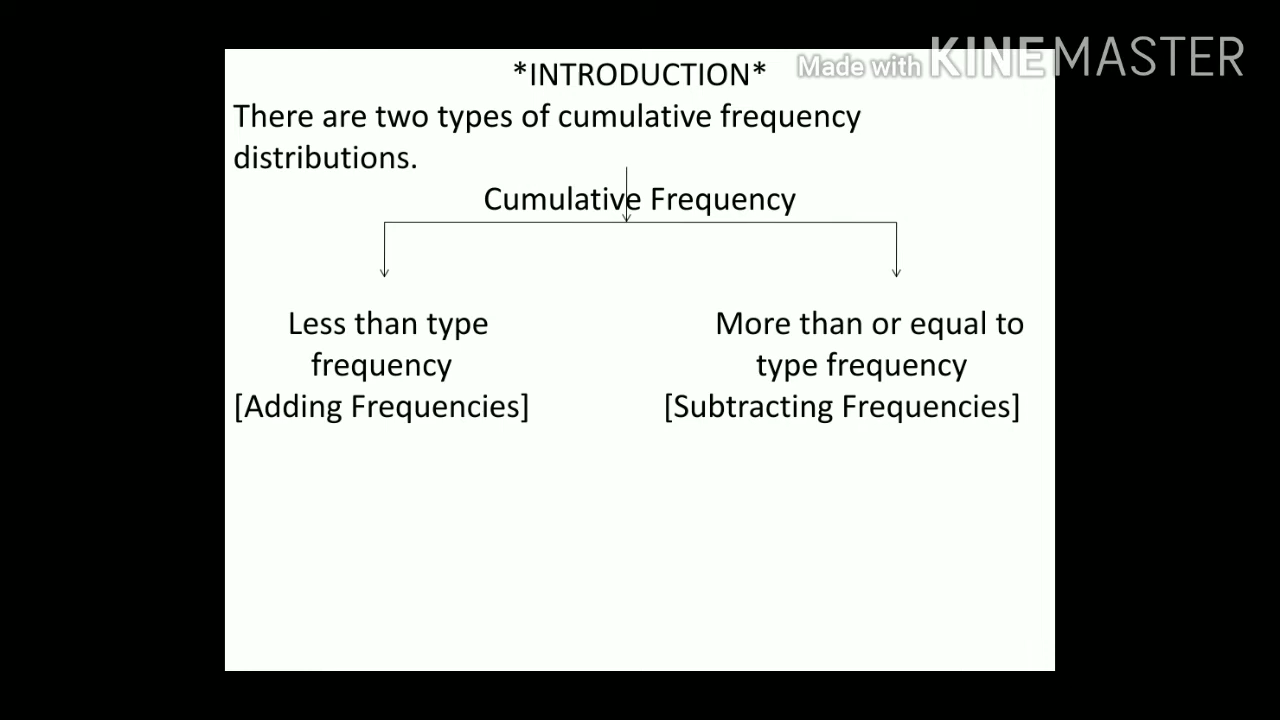 Made with KINEMASTER
*INTRODUCTION*
There are two types of cumulative frequency
distributions.
Cumulative Frequency
Less than type
frequency
[Adding Frequencies]
More than or equal to
type frequency
[Subtracting Frequencies]